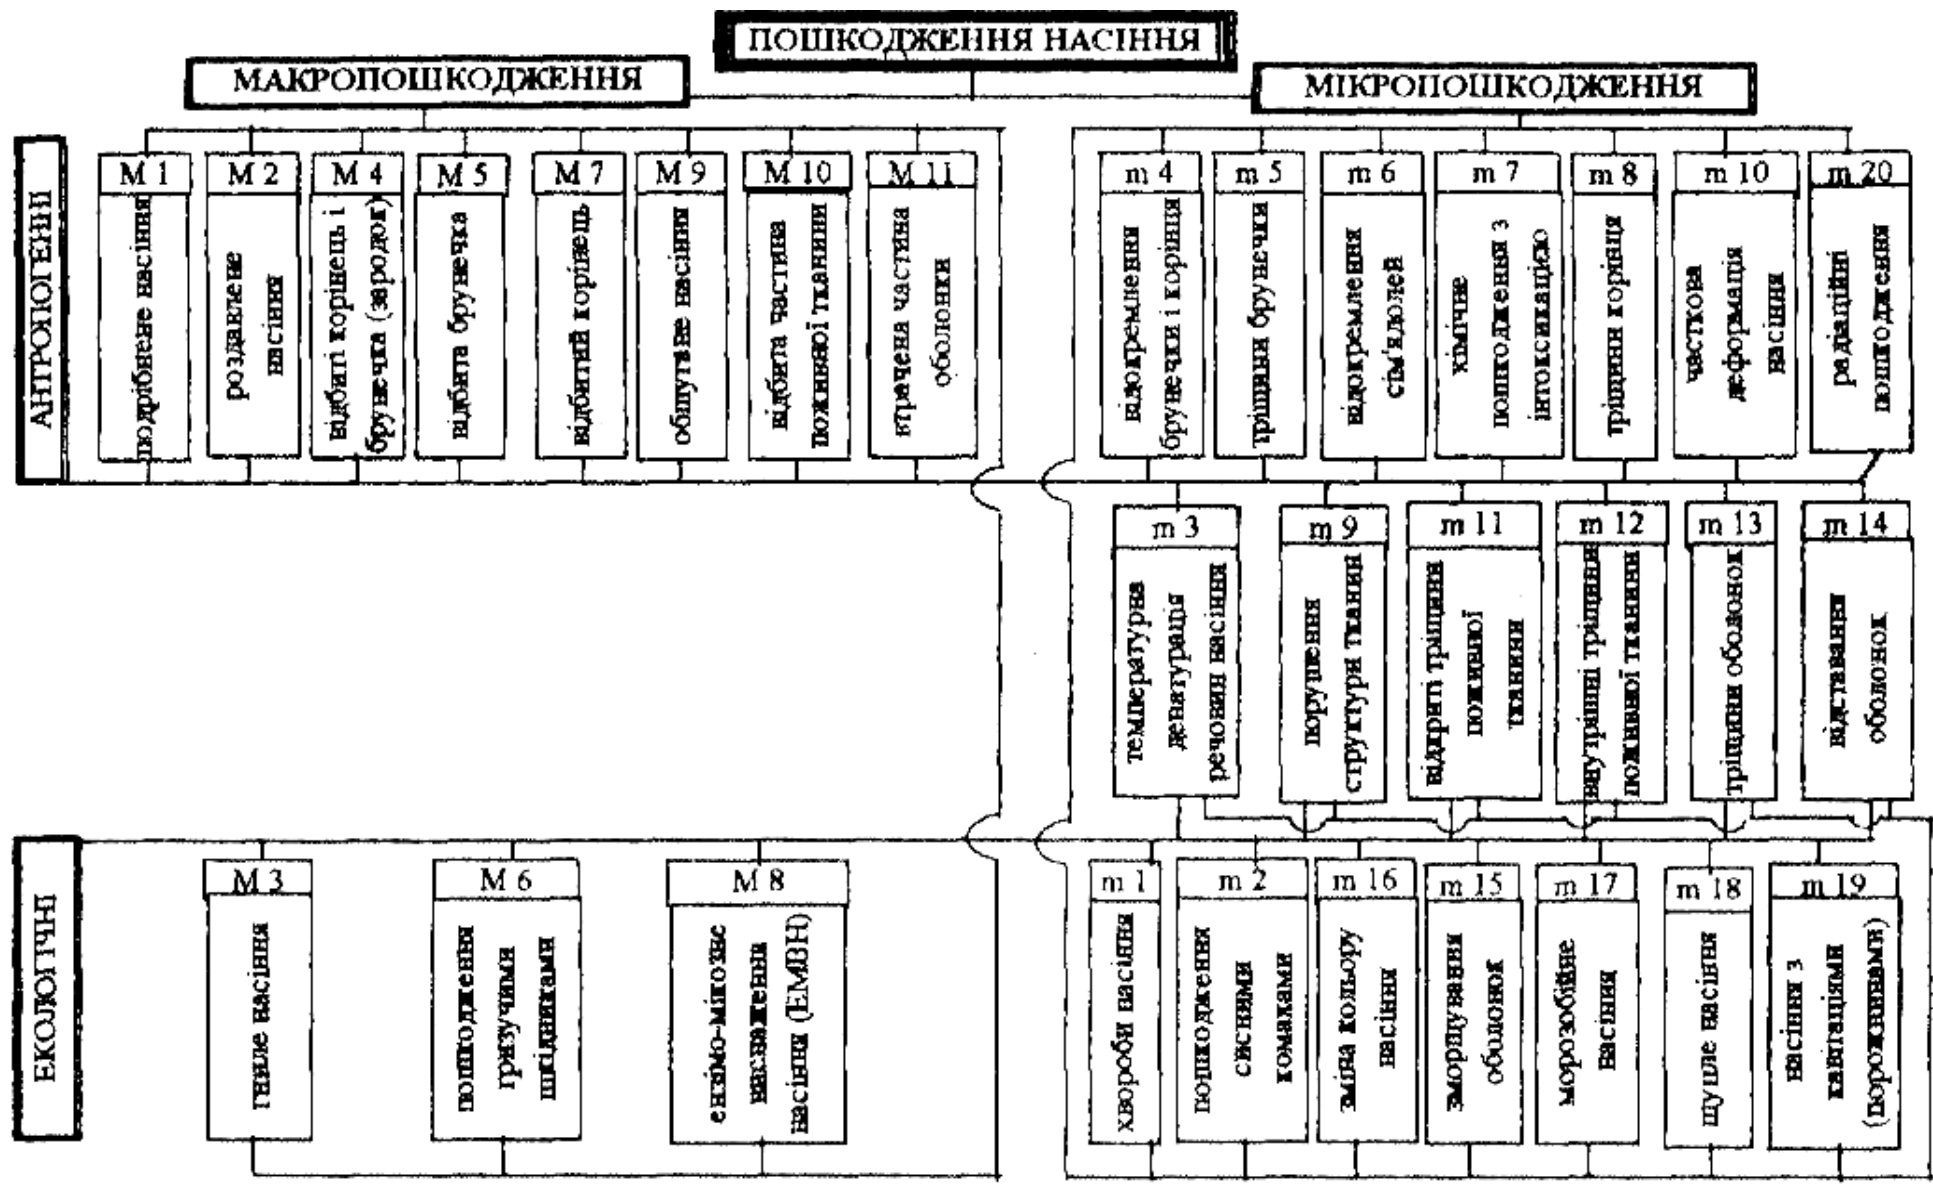 ПОШКОДЖЕННЯ НАСІННЯ
МАКРОПОШКОДЖЕННЯ
МІКРОПОШКОДЖЕННЯ
АНТРОПОГЕНІ
М 1
подрібнене насіння
М 2
роздавлене
насіння
М 4
відбиті корінець і
брунечка (зародок)
М 5
відбита брунечка
М 7
відбитий корінець
М 9
обшутване насіння
М 10
відбита частина
поживної тканини
М 11
втрачена частина
оболонки
m 4
відокремлення
брунечки і корінця
m 5
тріщини брунечки
m 6
відокремлення
сім'ядолей
m 7
хімічне
пошкодження з
інтоксикацією
m 8
тріщини корінця
m 10
часткова
деформація
насіння
m 20
радіаційні
пошкодження
m 3
температурна
денатурація
речовин насіння
m 9
порушення
структури тканин
m 11
відкриті тріщини
поживної
тканини
m 12
внутрішні тріщини
поживної тканини
m 13
тріщини оболонок
m 14
відставання
оболонок
ЕКОЛОГІЧНІ
М 3
гниле насіння
М 6
пошкодження
гризучими
шкідниками
М 8
ензімо-мікозне
виснаження
насіння (ЕМВН)
m 1
хвороби насіння
m 2
пошкодження
сисними
комахами
m 16
зміна кольору
насіння
m 15
зморщування
оболонок
m 17
морозобійне
насіння
m 18
щупле насіння
m 19
насіння з
кавітаціями
(порожнинами)